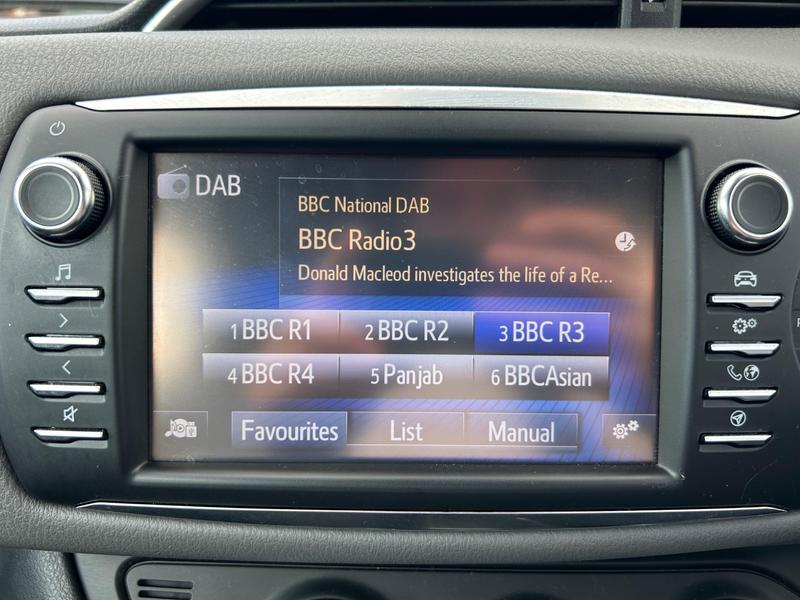 DAB
BBC National DAB
BBC Radio3
Donald Macleod investigates the life of a Re...
1 BBC R1
2 BBC R2
3 BBC R3
4 BBC R4
5 Panjab
6 BBCAsian
Favourites
List
Manual